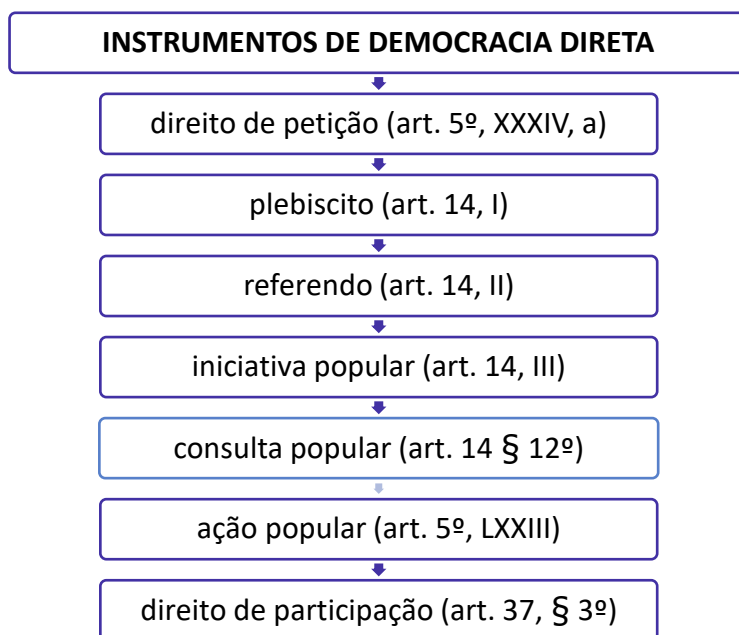 INSTRUMENTOS DE DEMOCRACIA DIRETA
direito de petição (art. 5º, XXXIV, a)
plebiscito (art. 14, I)
referendo (art. 14, II)
iniciativa popular (art. 14, III)
consulta popular (art. 14 § 12º)
ação popular (art. 5º, LXXIII)
direito de participação (art. 37, § 3º)